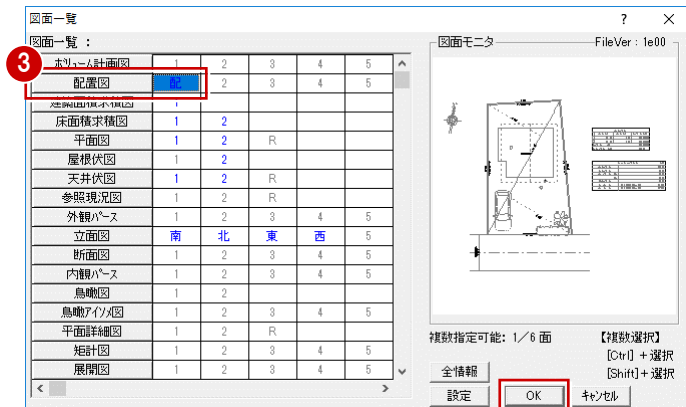 図面一覧 ? ×
図面一覧 :
3
ボリューム計画図 1 2 3 4 5
配置図 配 2 3 4 5
建築面積求積図 1
床面積求積図 1 2
平面図 1 2 R
屋根伏図 1 2
天井伏図 1 2 R
参照現況図 1 2 R
外観パース 1 2 3 4 5
立面図 南 北 東 西 5
断面図 1 2 3 4 5
内観パース 1 2 3 4 5
鳥瞰図 1 2
鳥瞰アイソメ図 1 2 3 4 5
平面詳細図 1 2 R
矩計図 1 2 3 4 5
展開図 1 2 3 4 5
図面モニタ FileVer : 1e00
複数指定可能: 1/6 面
【複数選択】
[Ctrl] +選択
[Shift]+選択
全情報
設定 OK キャンセル